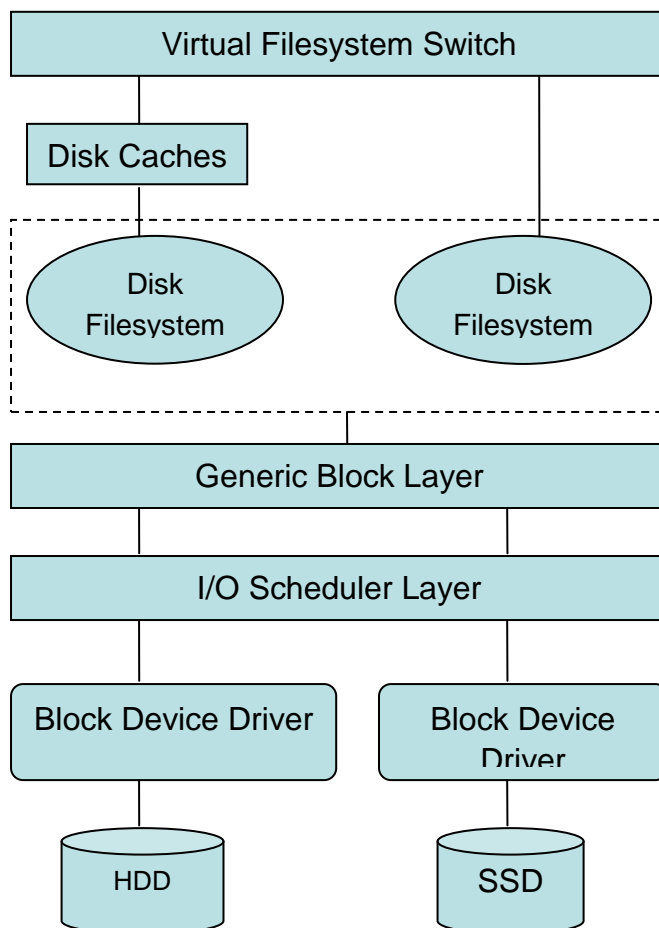 Virtual Filesystem Switch
Disk Caches
Disk
Filesystem
Disk
Filesystem
Generic Block Layer
I/O Scheduler Layer
Block Device Driver
Block Device
Driver
HDD
SSD